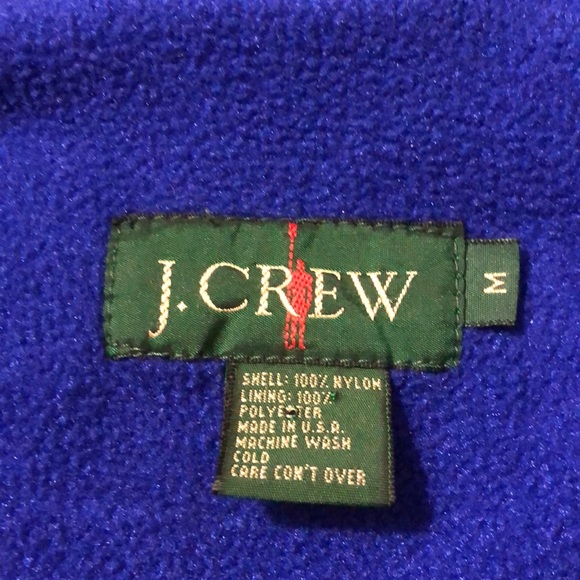 J.CREW
M
SHELL: 100% NYLON
LINING: 100%
POLYESTER
MADE IN U.S.A.
MACHINE WASH
COLD
CARE CON'T OVER